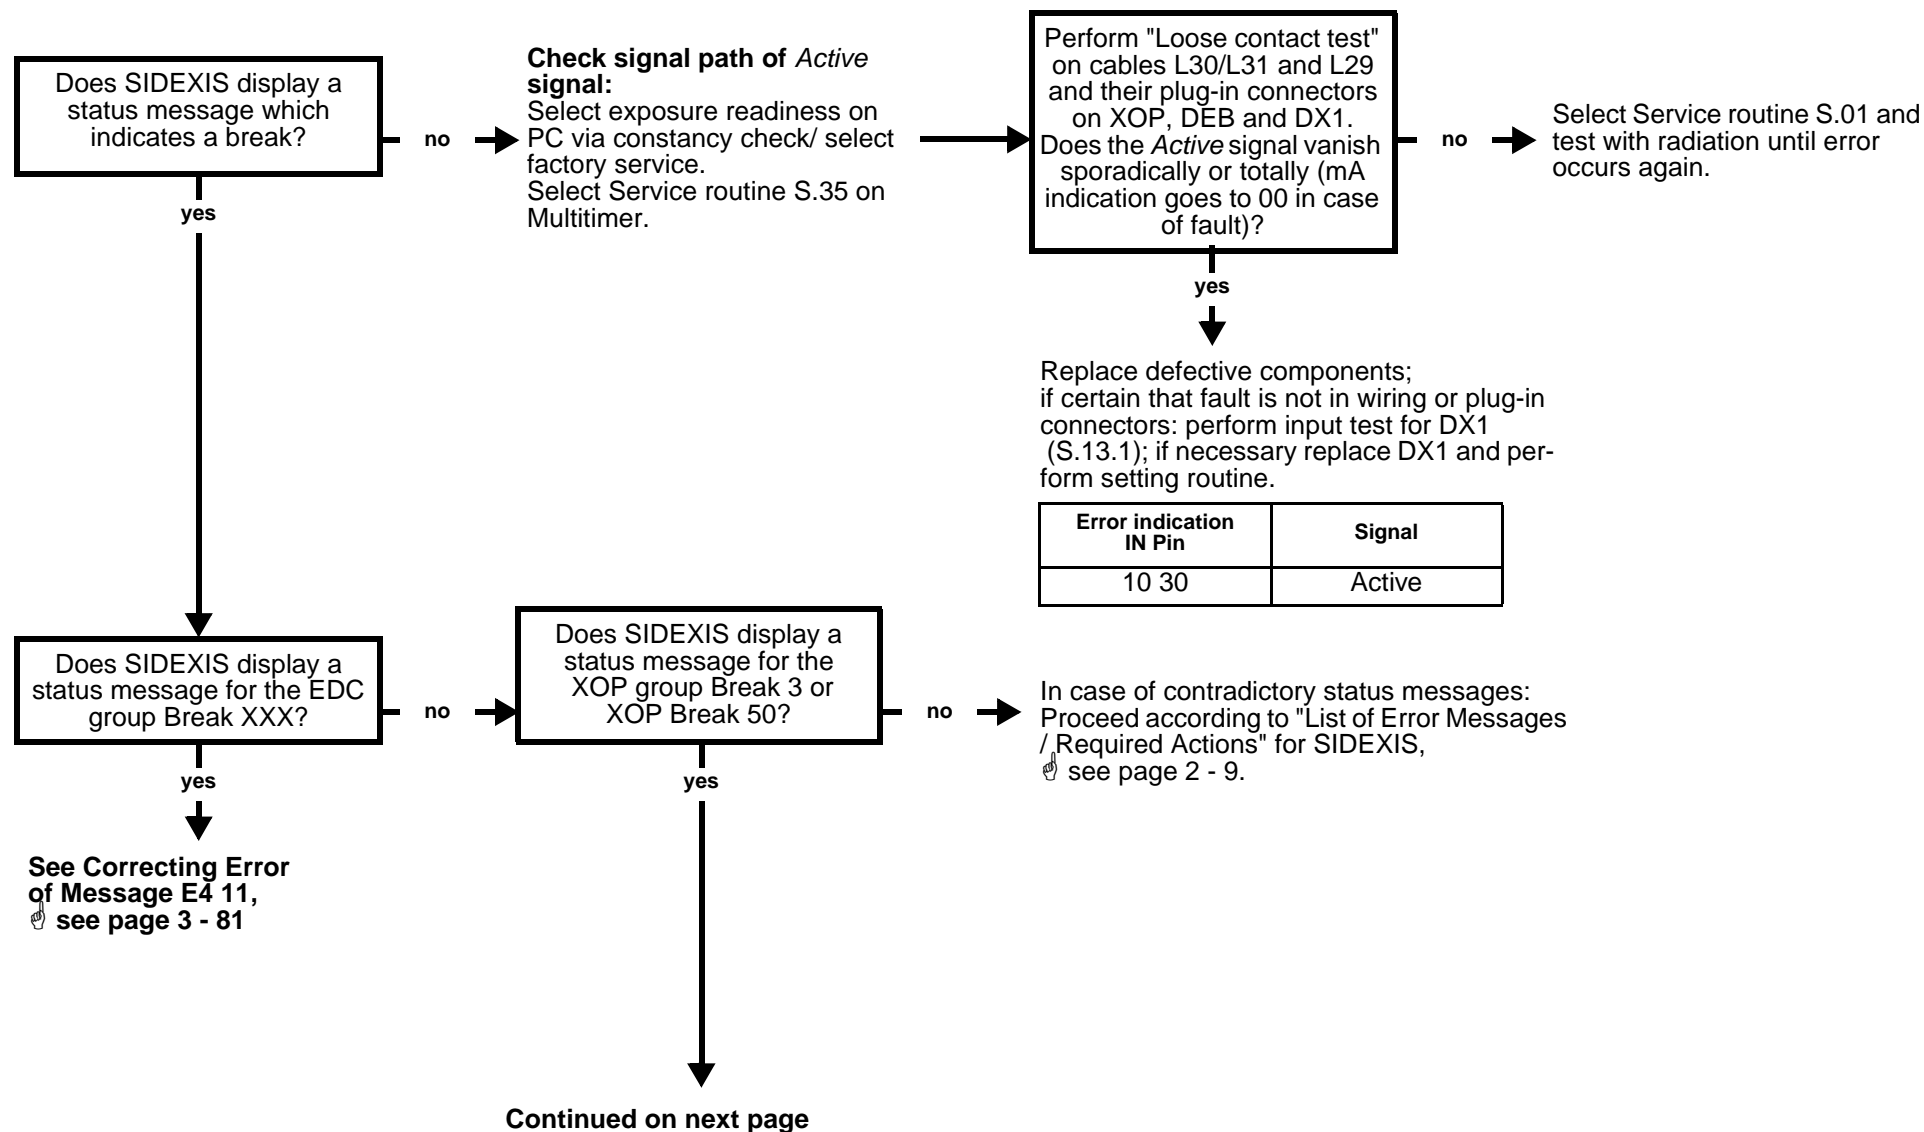 Does SIDEXIS display a
status message which
indicates a break?
no
yes
Check signal path of Active
signal:
Select exposure readiness on
PC via constancy check/ select
factory service.
Select Service routine S.35 on
Multitimer.
Perform "Loose contact test"
on cables L30/L31 and L29
and their plug-in connectors
on XOP, DEB and DX1.
Does the Active signal vanish
sporadically or totally (mA
indication goes to 00 in case
of fault)?
no
Select Service routine S.01 and
test with radiation until error
occurs again.
yes
Replace defective components;
if certain that fault is not in wiring or plug-in
connectors: perform input test for DX1
(S.13.1); if necessary replace DX1 and per-
form setting routine.
Error indication
IN Pin
Signal
10 30
Active
Does SIDEXIS display a
status message for the EDC
group Break XXX?
no
Does SIDEXIS display a
status message for the
XOP group Break 3 or
XOP Break 50?
no
In case of contradictory status messages:
Proceed according to "List of Error Messages
/ Required Actions" for SIDEXIS,
☝ see page 2 - 9.
yes
yes
See Correcting Error
of Message E4 11,
☝ see page 3 - 81
Continued on next page